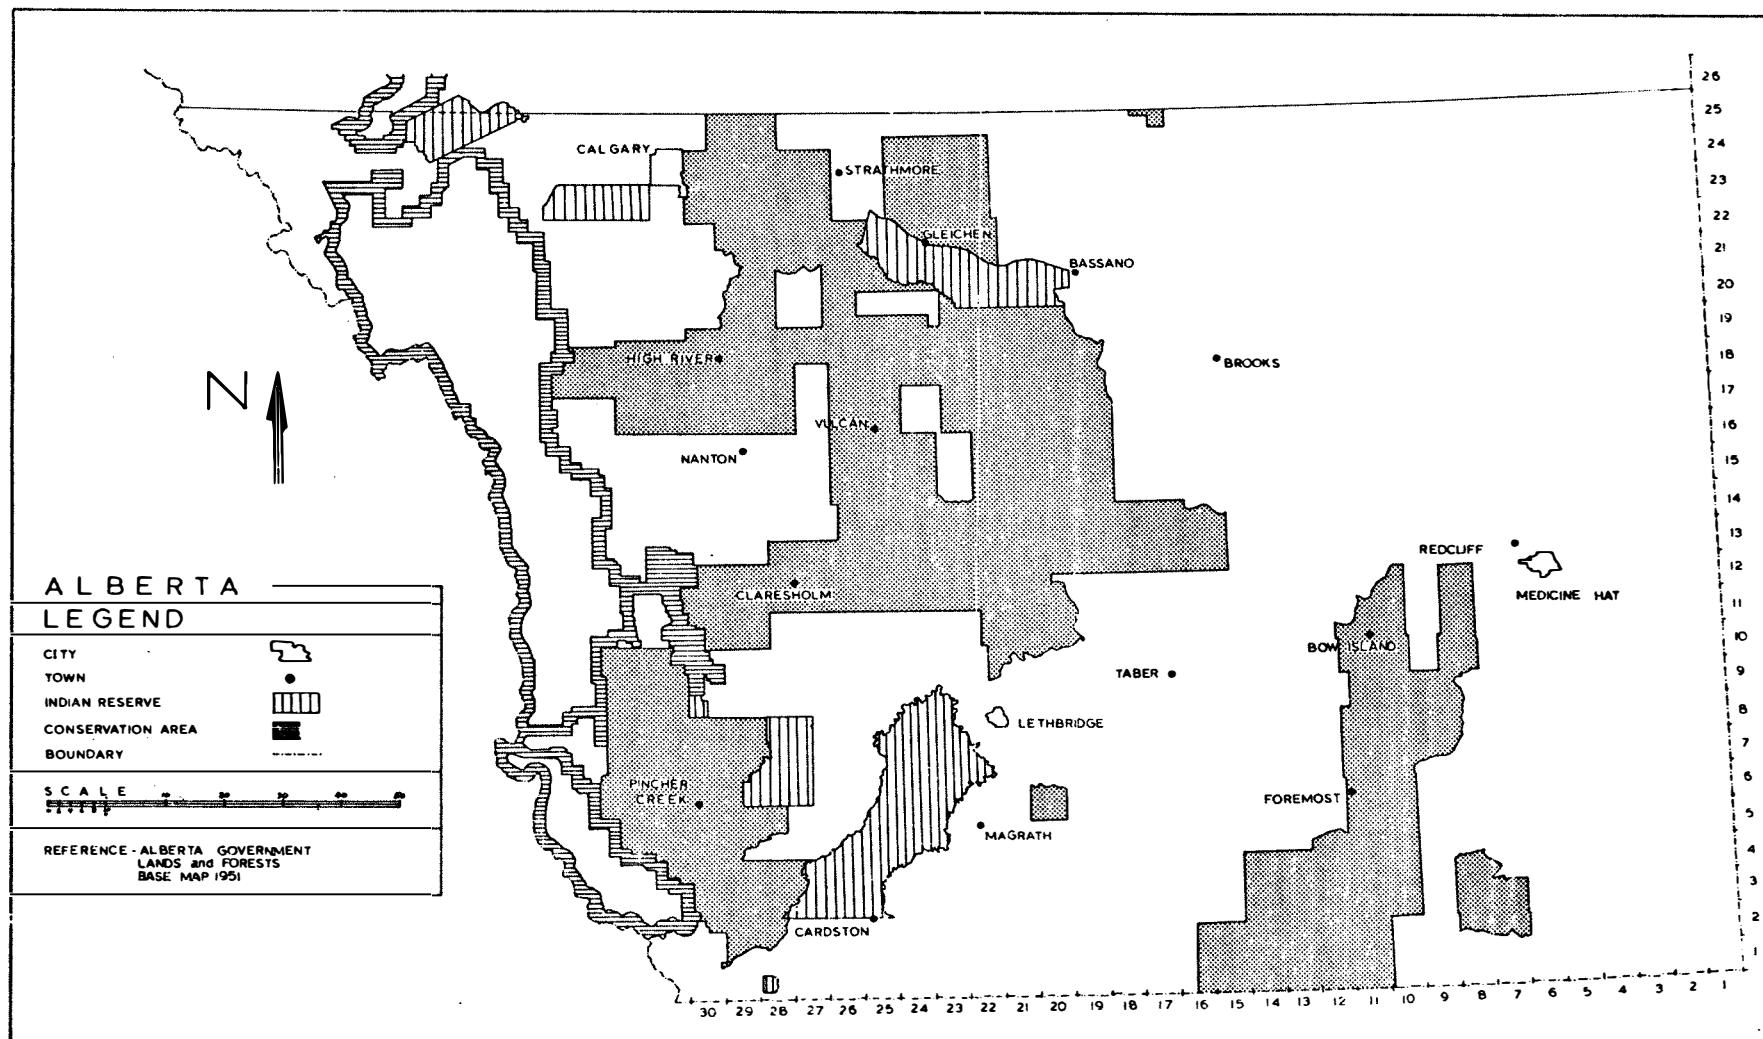 26
25
24
23
22
21
20
19
18
17
16
15
14
13
12
11
10
9
8
7
6
5
4
3
2
1
CALGARY
STRATHMORE
GLEICHEN
BASSANO
HIGH RIVER
BROOKS
N
VULCAN
NANTON
REDCLIFF
MEDICINE HAT
CLARESHOLM
BOW ISLAND
TABER
LETHBRIDGE
PINCHER
CREEK
FOREMOST
MAGRATH
CARDSTON
ALBERTA
LEGEND
CITY
TOWN
INDIAN RESERVE
CONSERVATION AREA
BOUNDARY
SCALE
10 20 30 40 50
REFERENCE - ALBERTA GOVERNMENT
LANDS and FORESTS
BASE MAP 1951
30 29 28 27 26 25 24 23 22 21 20 19 18 17 16 15 14 13 12 11 10 9 8 7 6 5 4 3 2 1